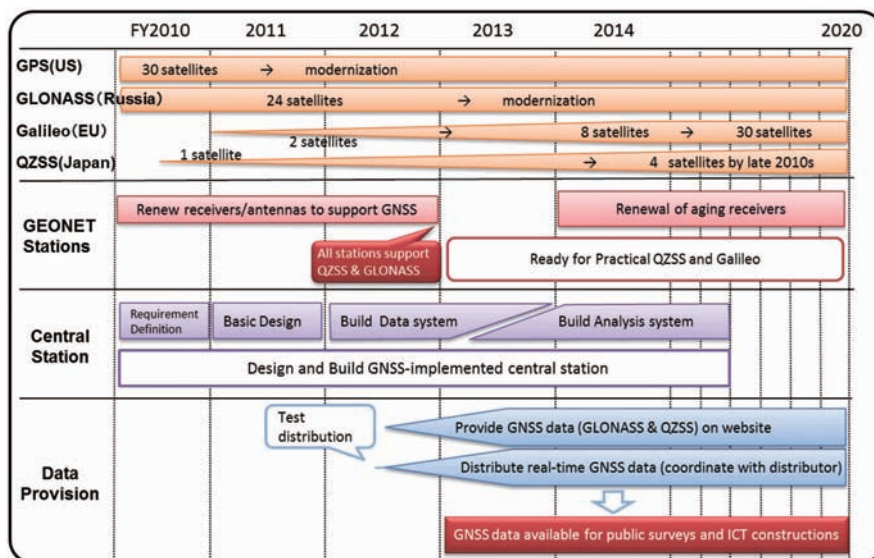 FY2010 2011 2012 2013 2014 2020
GPS(US) 30 satellites → modernization
GLONASS(Russia) 24 satellites → modernization
Galileo(EU) 2 satellites → 8 satellites → 30 satellites
QZSS(Japan) 1 satellite → 4 satellites by late 2010s
GEONET
Stations
Renew receivers/antennas to support GNSS
Renewal of aging receivers
All stations support
QZSS & GLONASS
Ready for Practical QZSS and Galileo
Central
Station
Requirement
Definition
Basic Design
Build Data system
Build Analysis system
Design and Build GNSS-implemented central station
Data
Provision
Test
distribution
Provide GNSS data (GLONASS & QZSS) on website
Distribute real-time GNSS data (coordinate with distributor)
GNSS data available for public surveys and ICT constructions